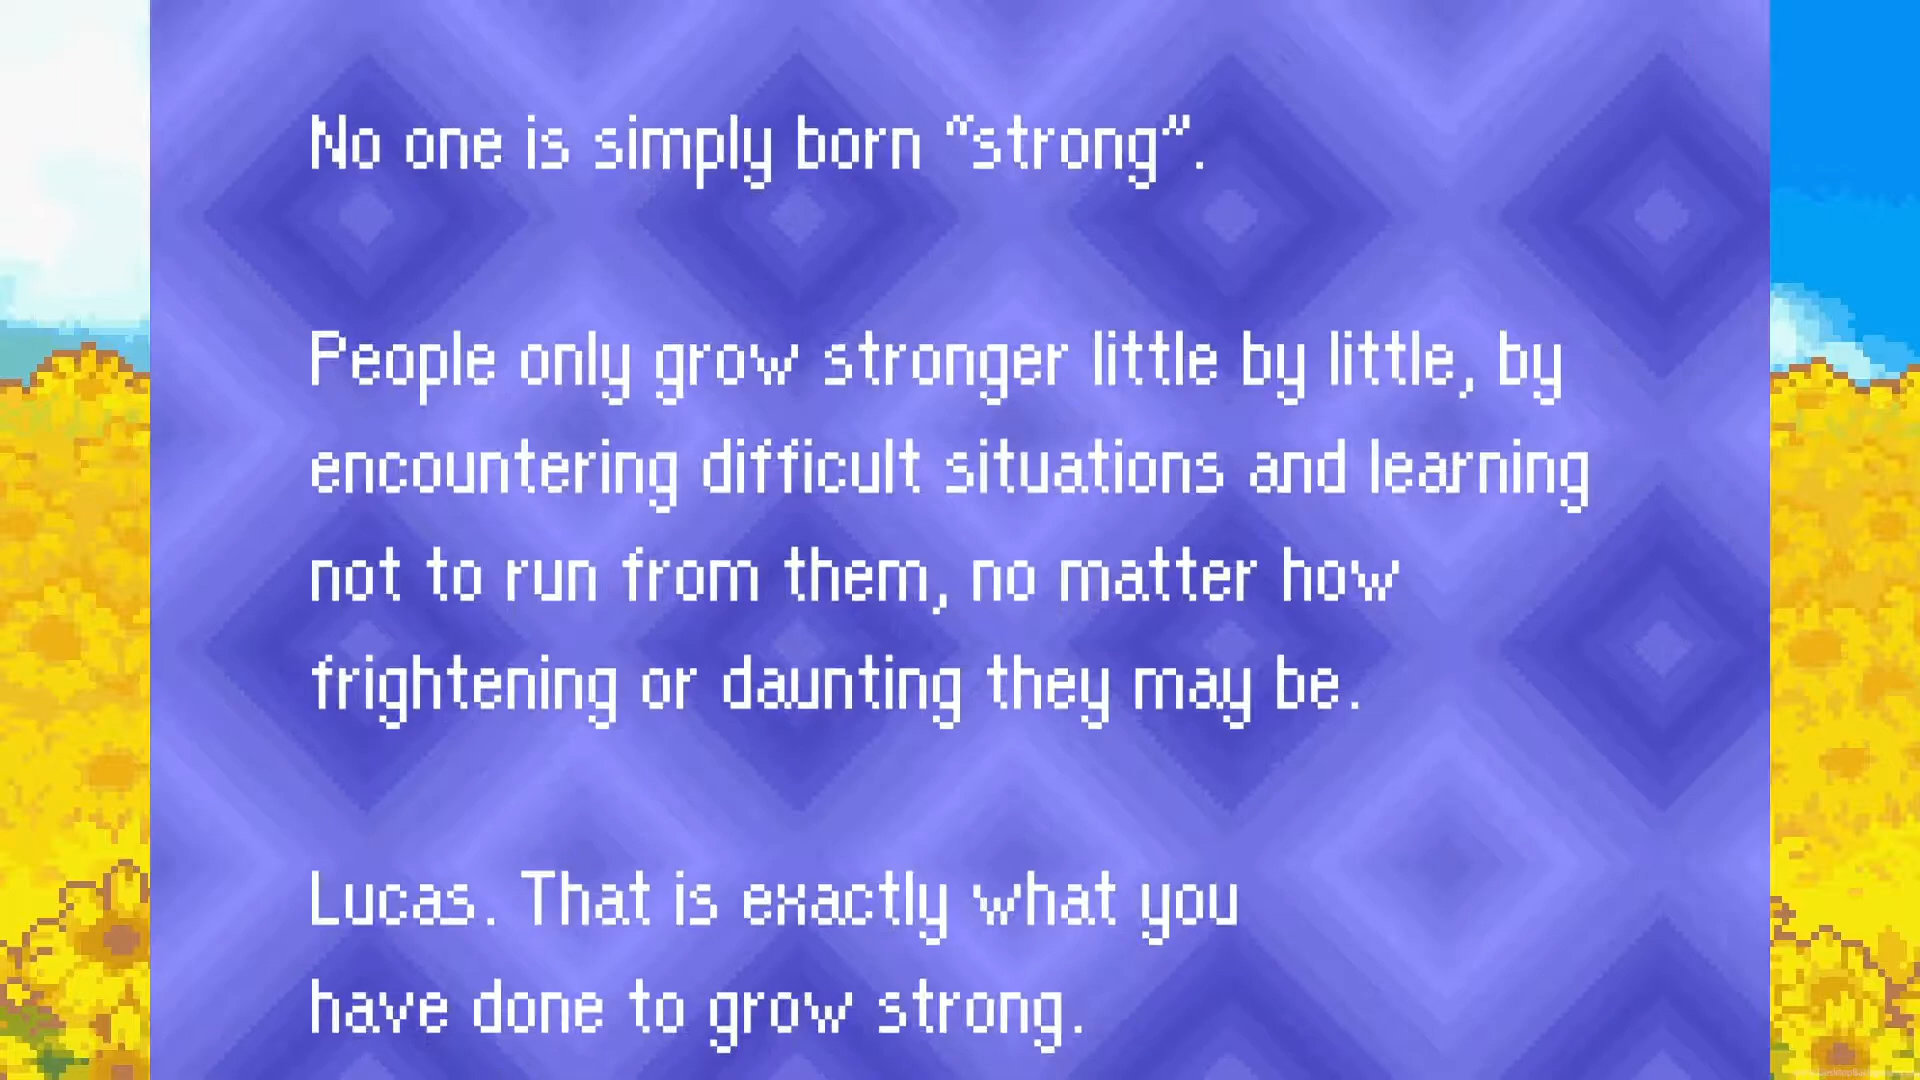 No one is simply born "strong".
People only grow stronger little by little, by
encountering difficult situations and learning
not to run from them, no matter how
frightening or daunting they may be.
Lucas. That is exactly what you
have done to grow strong.